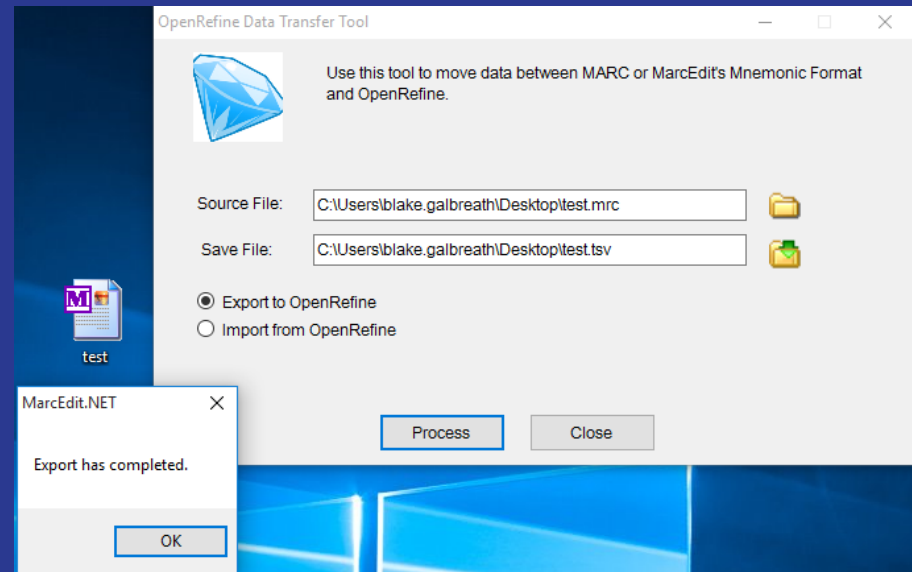 OpenRefine Data Transfer Tool
Use this tool to move data between MARC or MarcEdit's Mnemonic Format
and OpenRefine.
Source File: C:\Users\blake.galbreath\Desktop\test.mrc
Save File: C:\Users\blake.galbreath\Desktop\test.tsv
Export to OpenRefine
Import from OpenRefine
Process Close
M
test
MarcEdit.NET
Export has completed.
OK